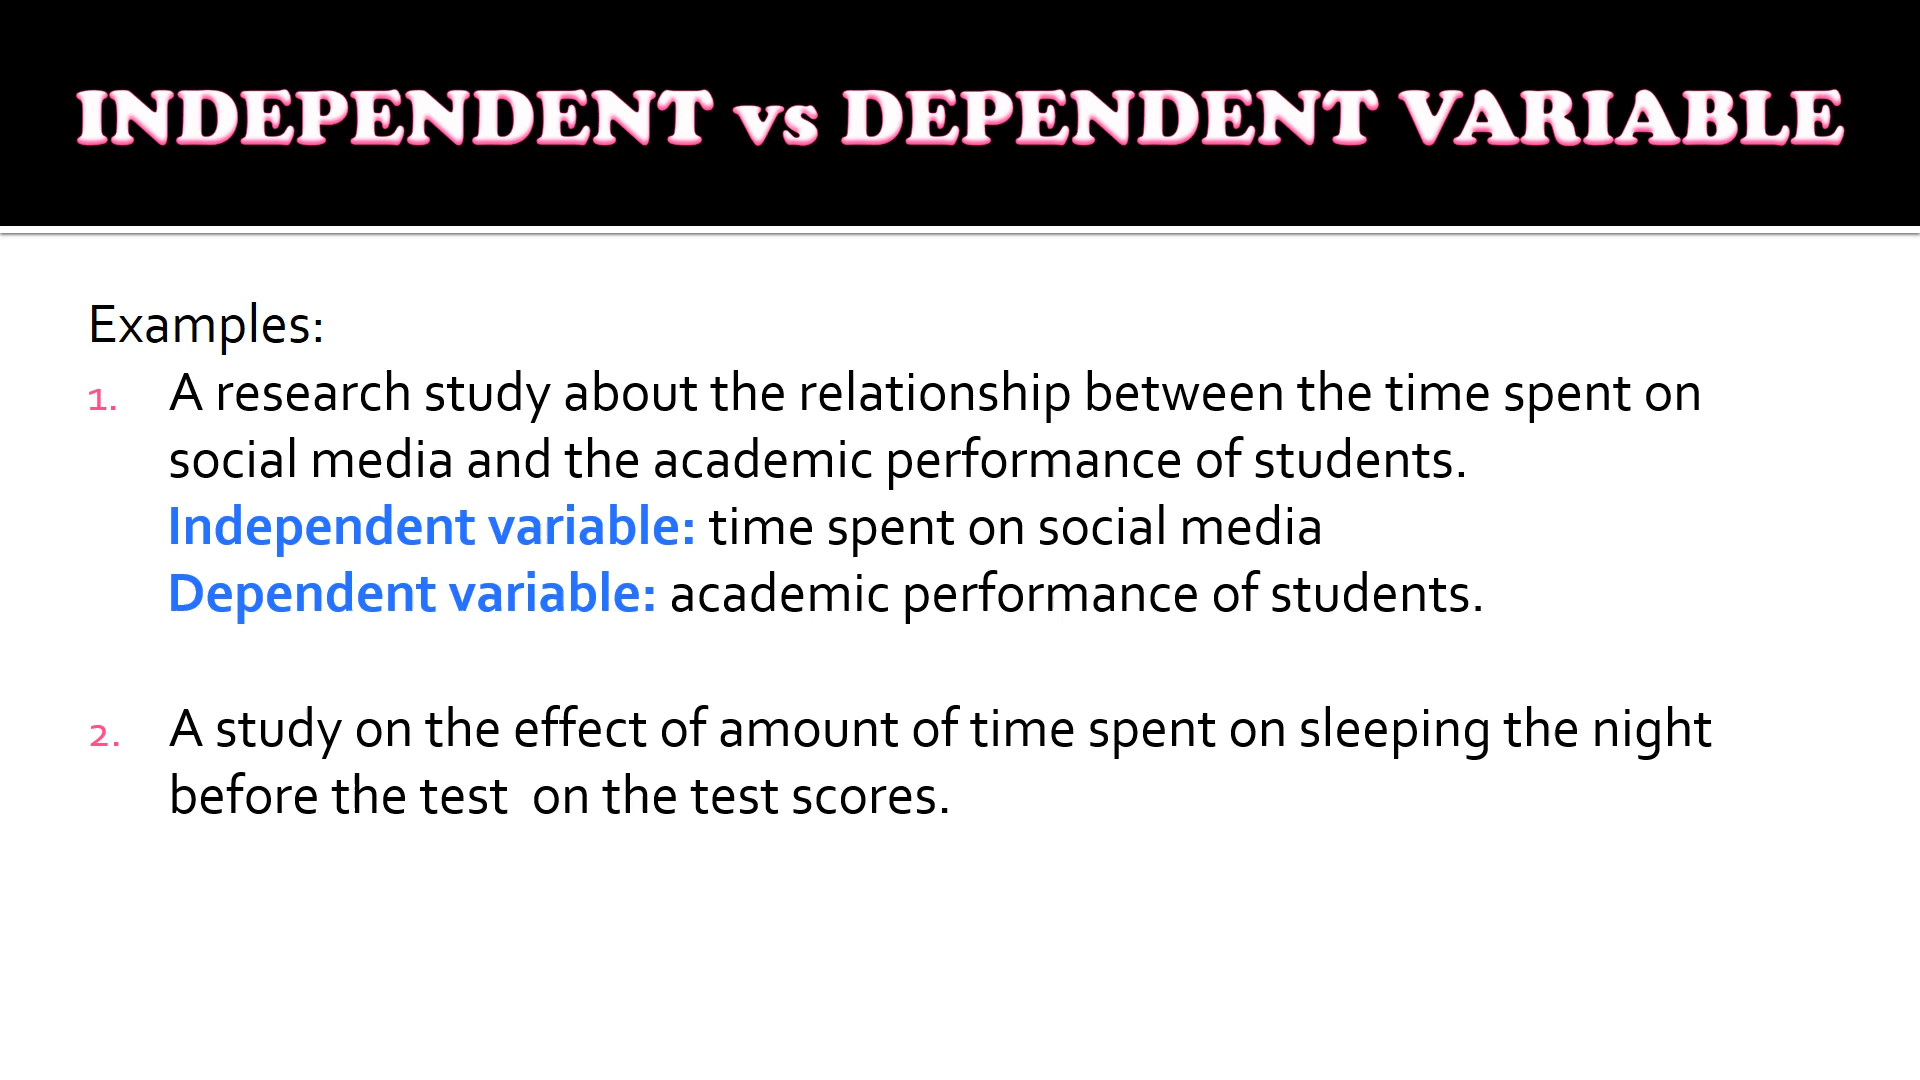 INDEPENDENT vs DEPENDENT VARIABLE
Examples:
1. A research study about the relationship between the time spent on
social media and the academic performance of students.
Independent variable: time spent on social media
Dependent variable: academic performance of students.
2. A study on the effect of amount of time spent on sleeping the night
before the test  on the test scores.